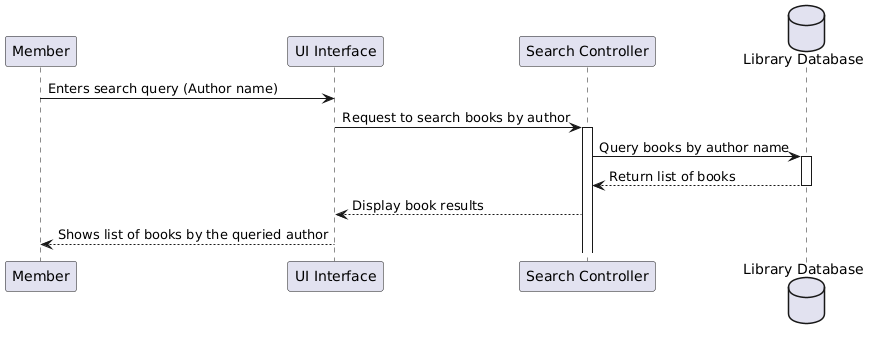 Member
UI Interface
Search Controller
Library Database
Enters search query (Author name)
Request to search books by author
Query books by author name
Return list of books
Display book results
Shows list of books by the queried author
Member
UI Interface
Search Controller
Library Database